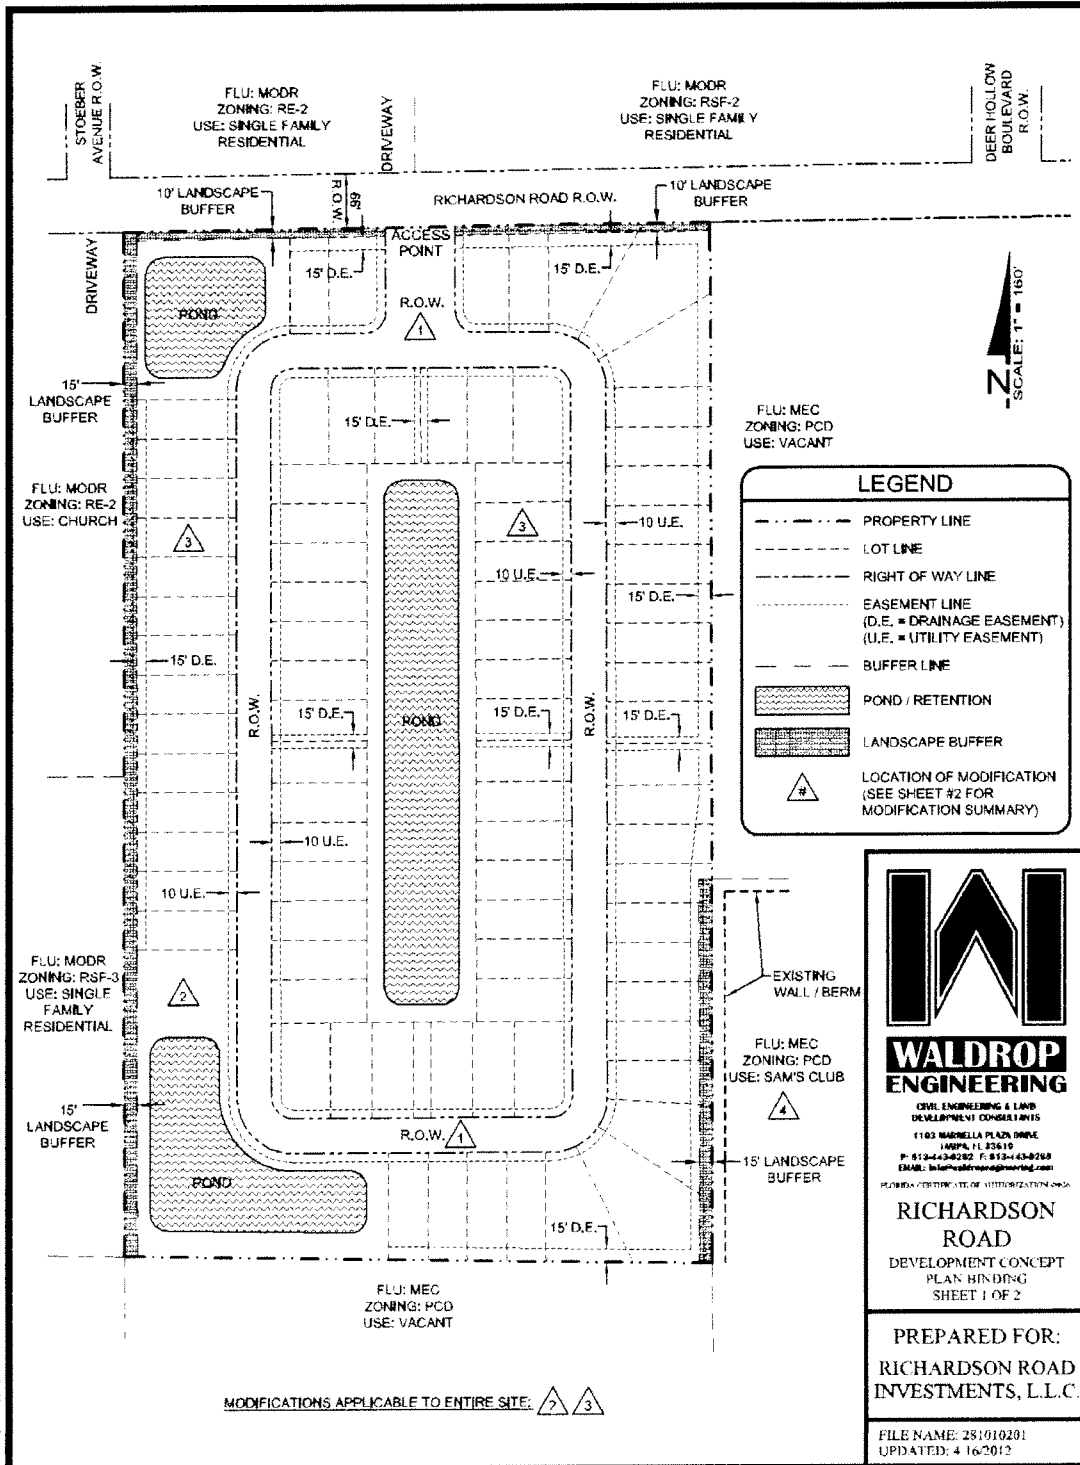 STOEBER
AVENUE R.O.W.
FLU: MODR
ZONING: RE-2
USE: SINGLE FAMILY
RESIDENTIAL
DRIVEWAY
FLU: MODR
ZONING: RSF-2
USE: SINGLE FAMILY
RESIDENTIAL
DEER HOLLOW
BOULEVARD
R.O.W.
10' LANDSCAPE
BUFFER
66'
R.O.W.
RICHARDSON ROAD R.O.W.
10' LANDSCAPE
BUFFER
DRIVEWAY
ACCESS
POINT
15' D.E.
15' D.E.
POND
R.O.W.
1
N
SCALE: 1" = 160'
15'
LANDSCAPE
BUFFER
15' D.E.
FLU: MEC
ZONING: PCD
USE: VACANT
FLU: MODR
ZONING: RE-2
USE: CHURCH
3
3
10 U.E.
10 U.E.
15' D.E.
15' D.E.
R.O.W.
15' D.E.
POND
15' D.E.
R.O.W.
15' D.E.
10 U.E.
10 U.E.
LEGEND
PROPERTY LINE
LOT LINE
RIGHT OF WAY LINE
EASEMENT LINE
(D.E. = DRAINAGE EASEMENT)
(U.E. = UTILITY EASEMENT)
BUFFER LINE
POND / RETENTION
LANDSCAPE BUFFER
#
LOCATION OF MODIFICATION
(SEE SHEET #2 FOR
MODIFICATION SUMMARY)
FLU: MODR
ZONING: RSF-3
USE: SINGLE
FAMILY
RESIDENTIAL
2
EXISTING
WALL / BERM
FLU: MEC
ZONING: PCD
USE: SAM'S CLUB
4
15'
LANDSCAPE
BUFFER
R.O.W.
1
15' LANDSCAPE
BUFFER
POND
15' D.E.
FLU: MEC
ZONING: PCD
USE: VACANT
MODIFICATIONS APPLICABLE TO ENTIRE SITE: 2 3
WALDROP
ENGINEERING
CIVIL ENGINEERING & LAND
DEVELOPMENT CONSULTANTS
TAMPA, FL 33619
FLORIDA CERTIFICATE OF AUTHORIZATION
RICHARDSON
ROAD
DEVELOPMENT CONCEPT
PLAN BINDING
SHEET 1 OF 2
PREPARED FOR:
RICHARDSON ROAD
INVESTMENTS, L.L.C.
FILE NAME: 281010201
UPDATED: 4/16/2012